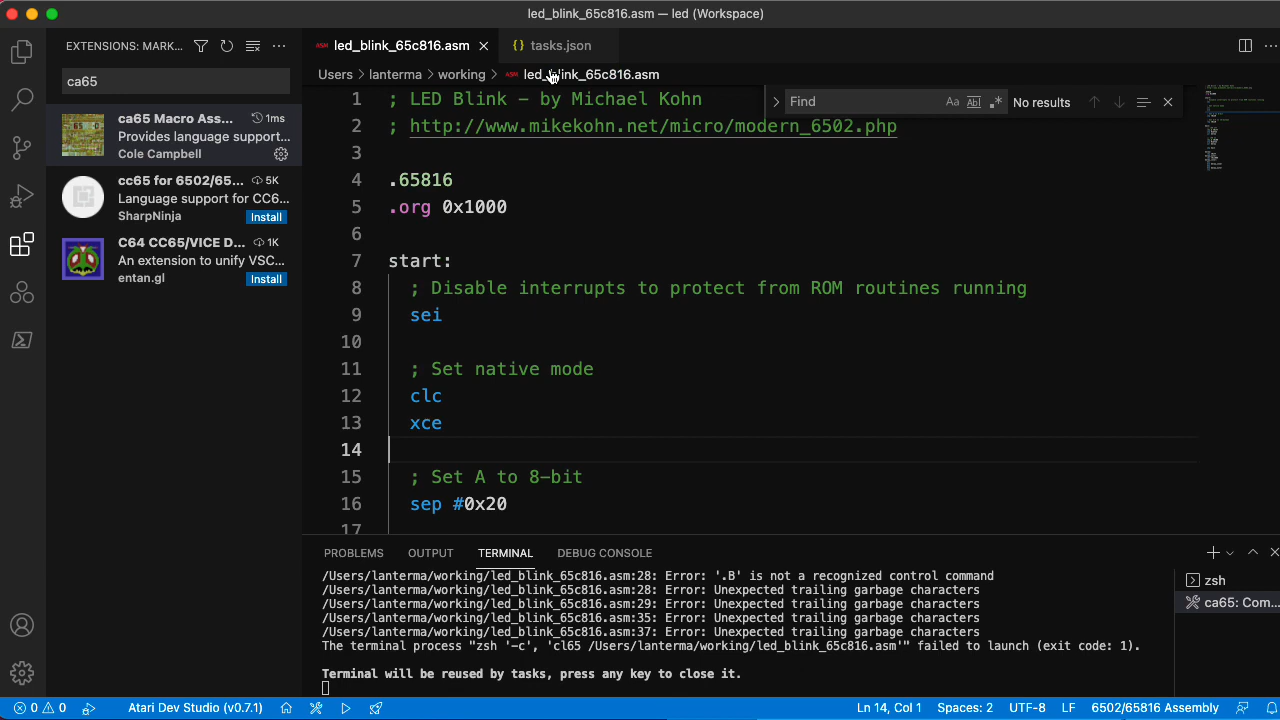 led_blink_65c816.asm — led (Workspace)
EXTENSIONS: MARK...
ca65
ca65 Macro Ass... 1ms
Provides language support...
Cole Campbell
cc65 for 6502/65... 5K
Language support for CC6...
SharpNinja Install
C64 CC65/VICE D... 1K
An extension to unify VSC...
entan.gl Install
ASM led_blink_65c816.asm
{} tasks.json
Users > lanterma > working > ASM led_blink_65c816.asm
Find Aa Ab .* No results
1 ; LED Blink - by Michael Kohn
2 ; http://www.mikekohn.net/micro/modern_6502.php
3
4 .65816
5 .org 0x1000
6
7 start:
8 ; Disable interrupts to protect from ROM routines running
9 sei
10
11 ; Set native mode
12 clc
13 xce
14
15 ; Set A to 8-bit
16 sep #0x20
17
PROBLEMS OUTPUT TERMINAL DEBUG CONSOLE
/Users/lanterma/working/led_blink_65c816.asm:28: Error: '.B' is not a recognized control command
/Users/lanterma/working/led_blink_65c816.asm:28: Error: Unexpected trailing garbage characters
/Users/lanterma/working/led_blink_65c816.asm:29: Error: Unexpected trailing garbage characters
/Users/lanterma/working/led_blink_65c816.asm:35: Error: Unexpected trailing garbage characters
/Users/lanterma/working/led_blink_65c816.asm:37: Error: Unexpected trailing garbage characters
The terminal process "zsh '-c', 'cl65 /Users/lanterma/working/led_blink_65c816.asm'" failed to launch (exit code: 1).
Terminal will be reused by tasks, press any key to close it.
zsh
ca65: Com...
0 0 Atari Dev Studio (v0.7.1) Ln 14, Col 1 Spaces: 2 UTF-8 LF 6502/65816 Assembly